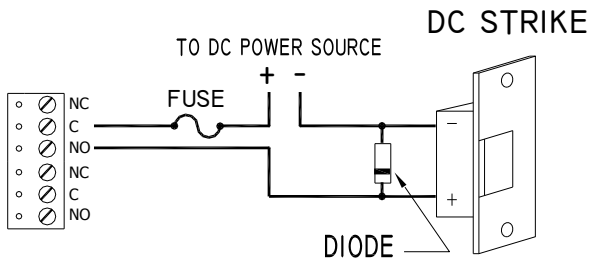 DC STRIKE
TO DC POWER SOURCE
+ -
FUSE
NC
C
NO
NC
C
NO
-
+
DIODE